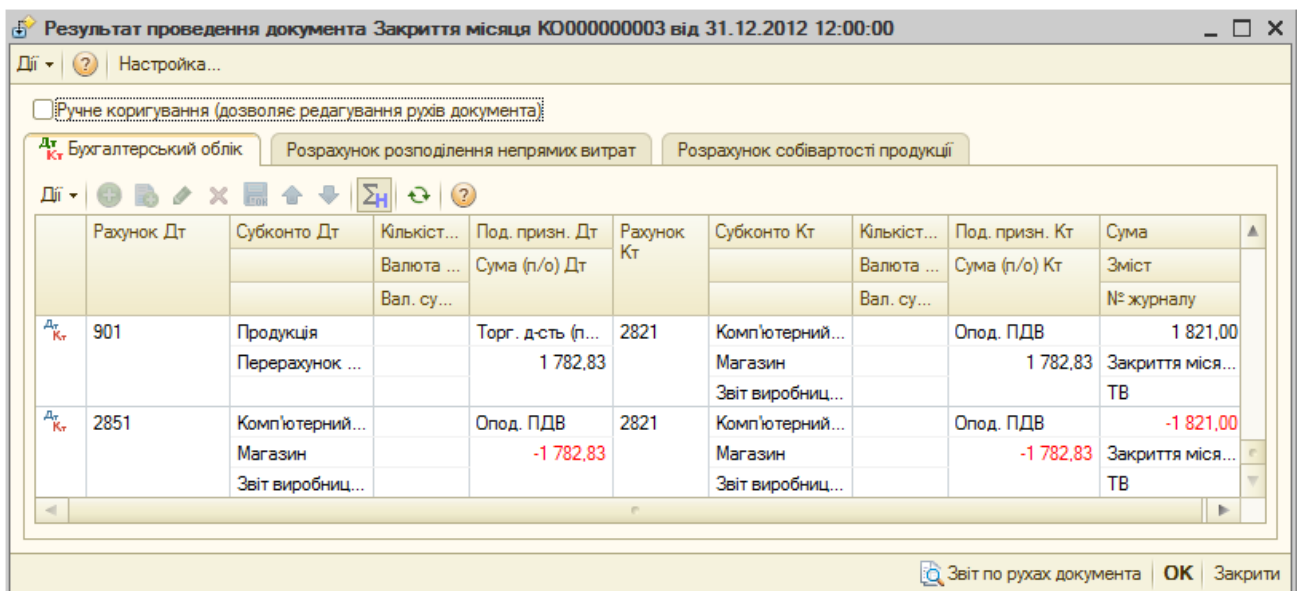 Результат проведення документа Закриття місяця КО000000003 від 31.12.2012 12:00:00
Дії Настройка...
Ручне коригування (дозволяє редагування рухів документа)
Дт Кт Бухгалтерський облік Розрахунок розподілення непрямих витрат Розрахунок собівартості продукції
Дії
Рахунок Дт Субконто Дт Кількіст... Под. призн. Дт Рахунок Кт Субконто Кт Кількіст... Под. призн. Кт Сума
Валюта ... Сума (п/о) Дт Валюта ... Сума (п/о) Кт Зміст
Вал. су... Вал. су... № журналу
Дт Кт 901 Продукція Торг. д-сть (п... 2821 Комп'ютерний... Опод. ПДВ 1 821,00
Перерахунок ... 1 782,83 Магазин 1 782,83 Закриття міся...
Звіт виробниц... ТВ
Дт Кт 2851 Комп'ютерний... Опод. ПДВ 2821 Комп'ютерний... Опод. ПДВ -1 821,00
Магазин -1 782,83 Магазин -1 782,83 Закриття міся...
Звіт виробниц... Звіт виробниц... ТВ
Звіт по рухах документа OK Закрити